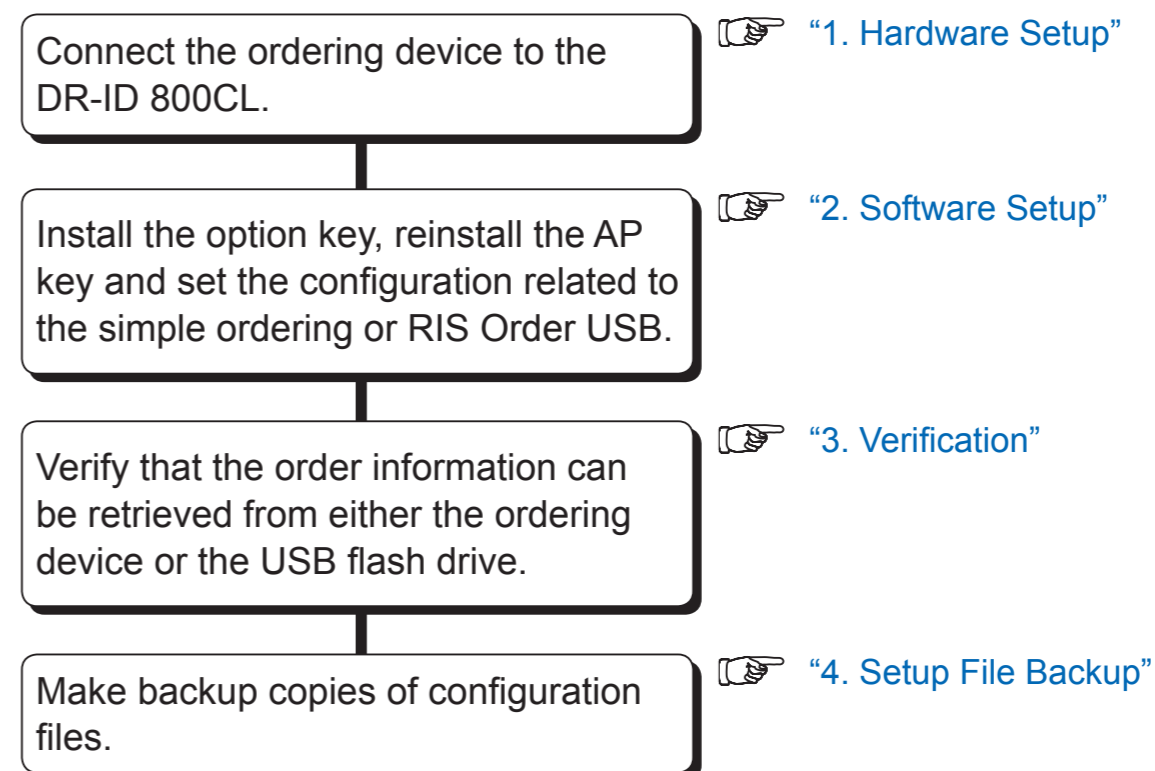 Connect the ordering device to the
DR-ID 800CL.
“1. Hardware Setup”
Install the option key, reinstall the AP
key and set the configuration related to
the simple ordering or RIS Order USB.
“2. Software Setup”
Verify that the order information can
be retrieved from either the ordering
device or the USB flash drive.
“3. Verification”
Make backup copies of configuration
files.
“4. Setup File Backup”